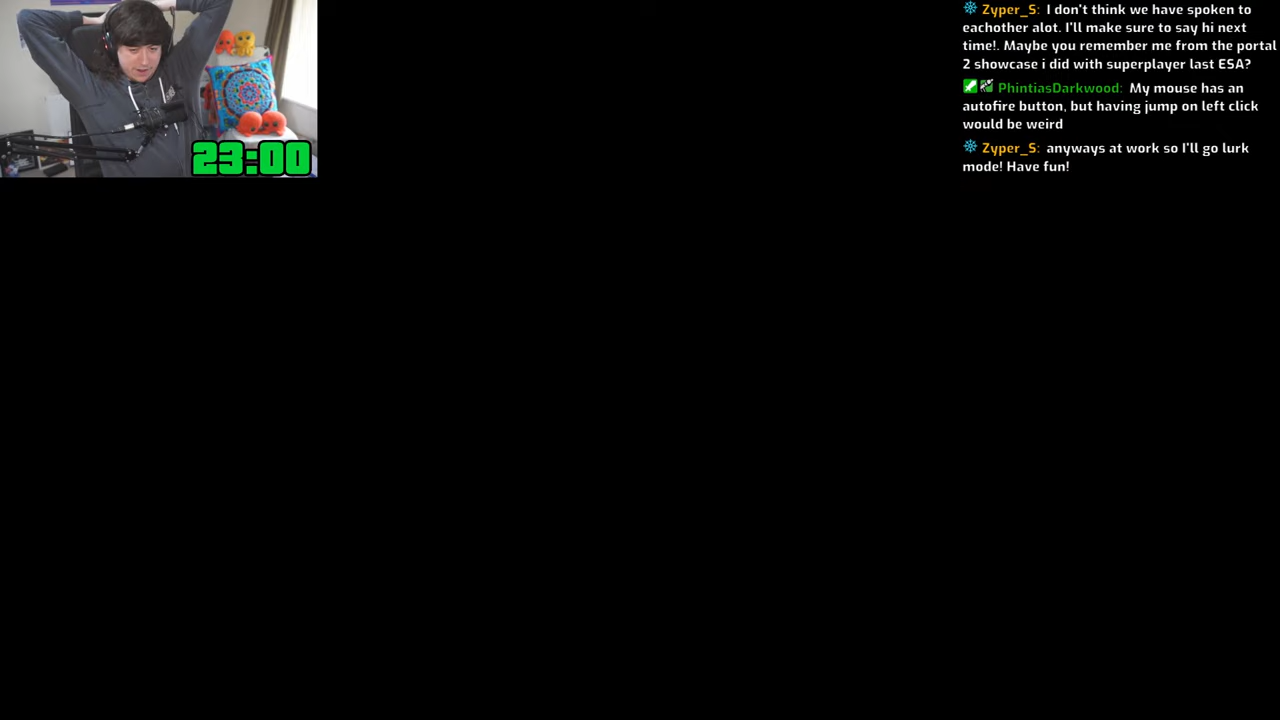 23:00
Zyper_S: I don't think we have spoken to
eachother alot. I'll make sure to say hi next
time!. Maybe you remember me from the portal
2 showcase i did with superplayer last ESA?
PhintiasDarkwood: My mouse has an
autofire button, but having jump on left click
would be weird
Zyper_S: anyways at work so I'll go lurk
mode! Have fun!